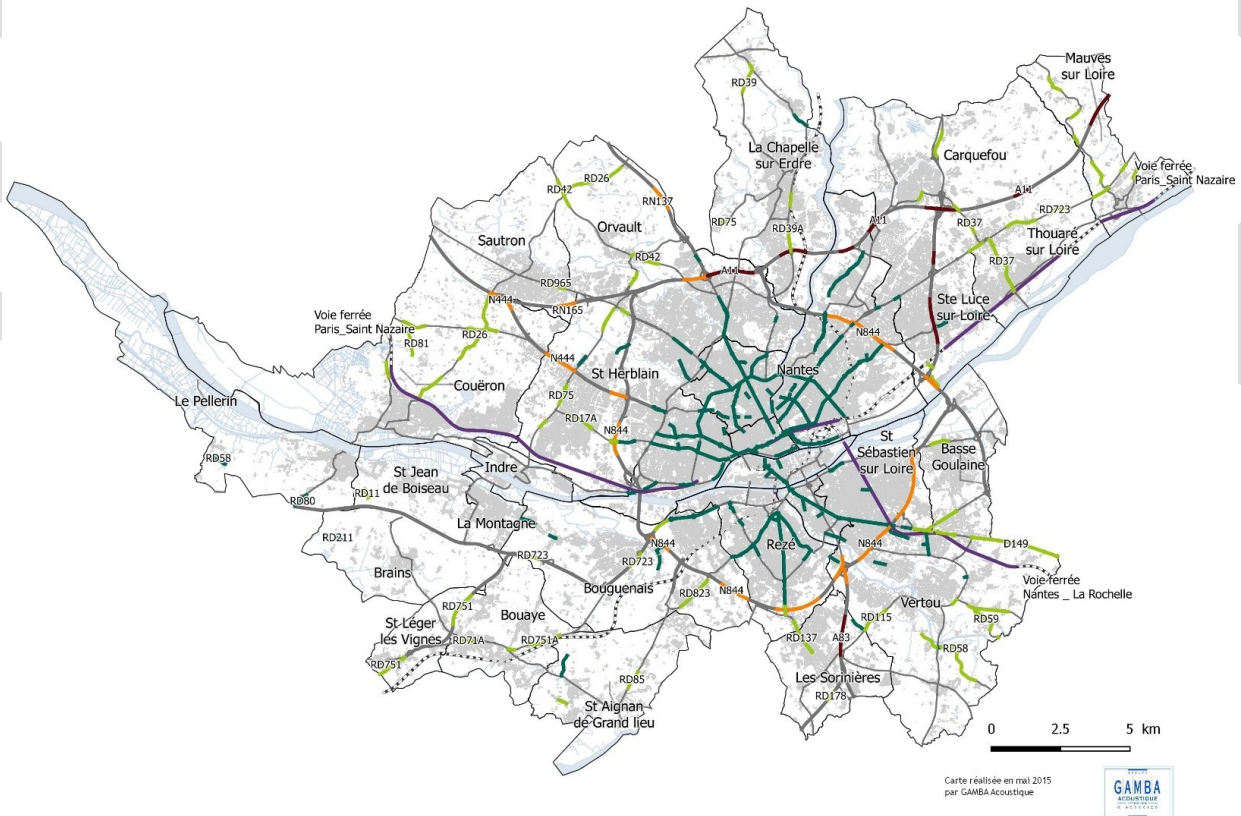 Mauves
sur Loire
RD39
La Chapelle
sur Erdre
Carquefou
Voie ferrée
Paris_Saint Nazaire
RD26
RD42
RN137
A11
RD723
RD75
RD39A
A11
RD37
Orvault
Thouaré
sur Loire
Sautron
RD42
RD37
A11
RD965
N444
RN165
Ste Luce
sur Loire
Voie ferrée
Paris_Saint Nazaire
RD81
RD26
N844
N444
St Herblain
Nantes
Couëron
RD75
Le Pellerin
RD17A
N844
St
Sébastien
sur Loire
Basse
Goulaine
RD58
St Jean
de Boiseau
Indre
RD80
RD11
La Montagne
RD211
N844
Rezé
N844
D149
RD723
RD723
Brains
Bouguenais
Voie ferrée
Nantes _ La Rochelle
RD823
N844
RD751
Bouaye
Vertou
St Léger
les Vignes
RD71A
RD751A
RD115
RD59
RD137
A83
RD58
RD751
RD85
Les Sorinières
RD178
St Aignan
de Grand lieu
0 2.5 5 km
Carte réalisée en mai 2015
par GAMBA Acoustique
GAMBA
ACOUSTIQUE